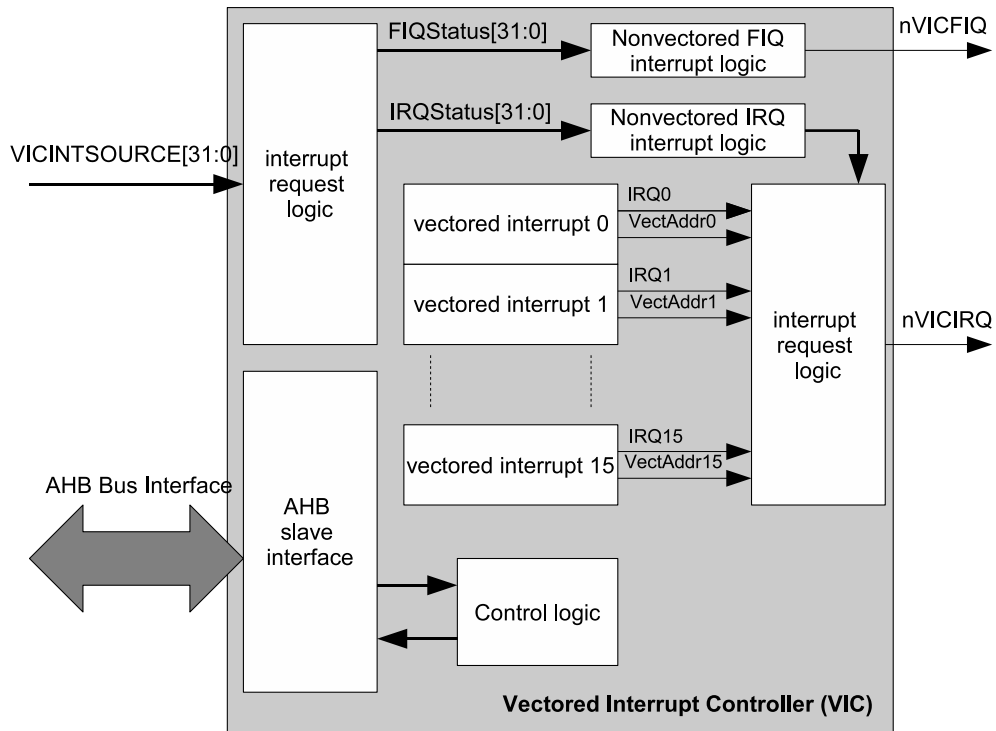 FIQStatus[31:0]
Nonvectored FIQ
interrupt logic
nVICFIQ
IRQStatus[31:0]
Nonvectored IRQ
interrupt logic
VICINTSOURCE[31:0]
interrupt
request
logic
vectored interrupt 0
IRQ0
VectAddr0
vectored interrupt 1
IRQ1
VectAddr1
interrupt
request
logic
nVICIRQ
vectored interrupt 15
IRQ15
VectAddr15
AHB Bus Interface
AHB
slave
interface
Control logic
Vectored Interrupt Controller (VIC)